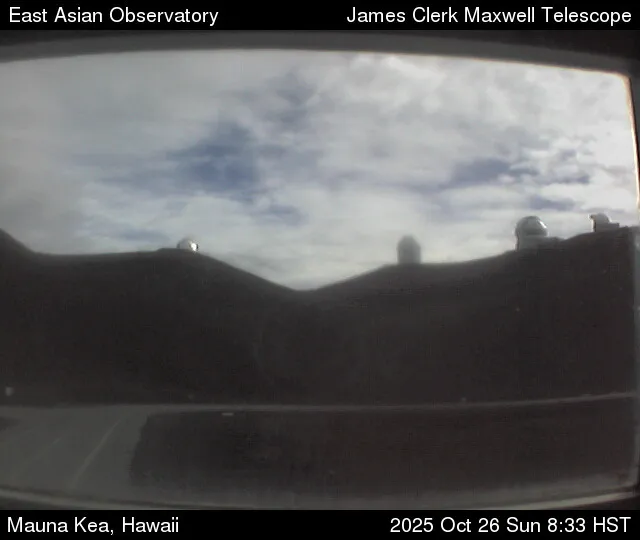 East Asian Observatory
James Clerk Maxwell Telescope
Mauna Kea, Hawaii
2025 Oct 26 Sun 8:33 HST